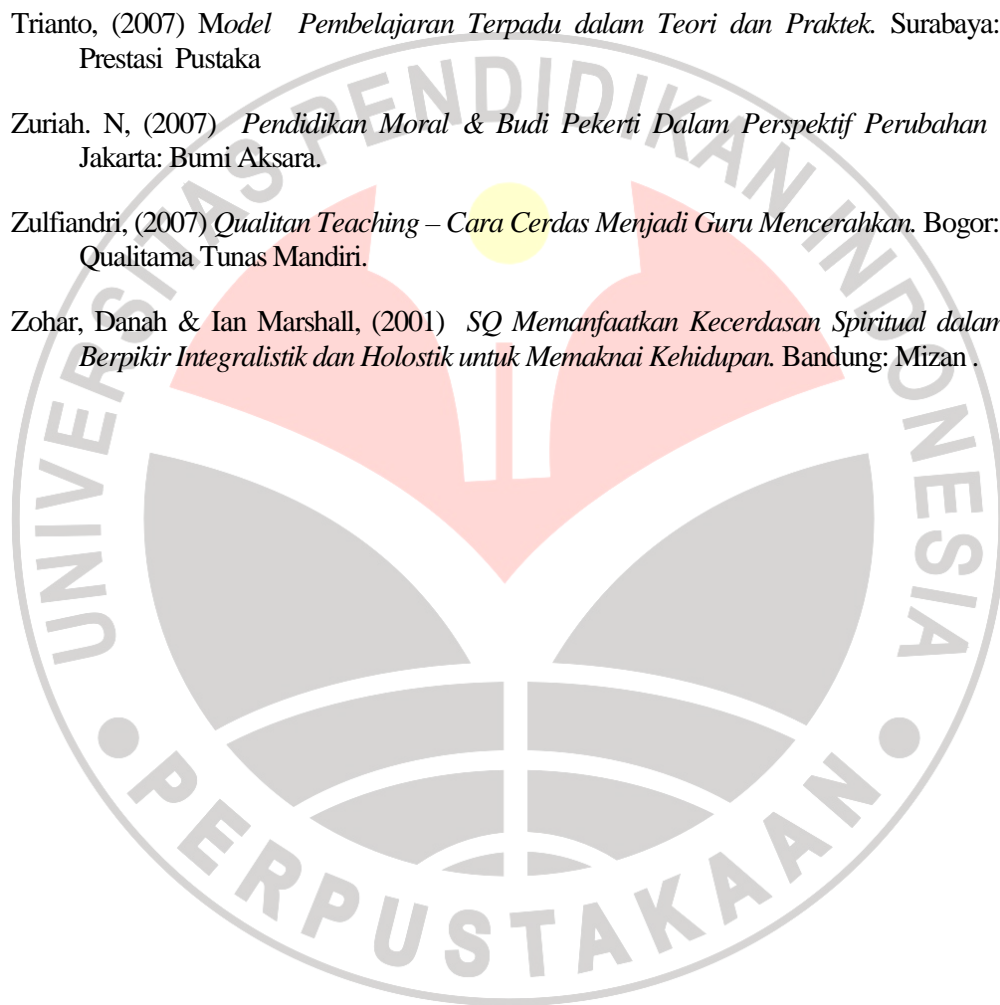 Trianto, (2007) Model Pembelajaran Terpadu dalam Teori dan Praktek. Surabaya:
Prestasi Pustaka
Zuriah. N, (2007) Pendidikan Moral & Budi Pekerti Dalam Perspektif Perubahan
Jakarta: Bumi Aksara.
Zulfiandri, (2007) Qualitan Teaching – Cara Cerdas Menjadi Guru Mencerahkan. Bogor:
Qualitama Tunas Mandiri.
Zohar, Danah & Ian Marshall, (2001) SQ Memanfaatkan Kecerdasan Spiritual dalam
Berpikir Integralistik dan Holostik untuk Memaknai Kehidupan. Bandung: Mizan .
UNIVERSITAS PENDIDIKAN INDONESIA
PERPUSTAKAAN